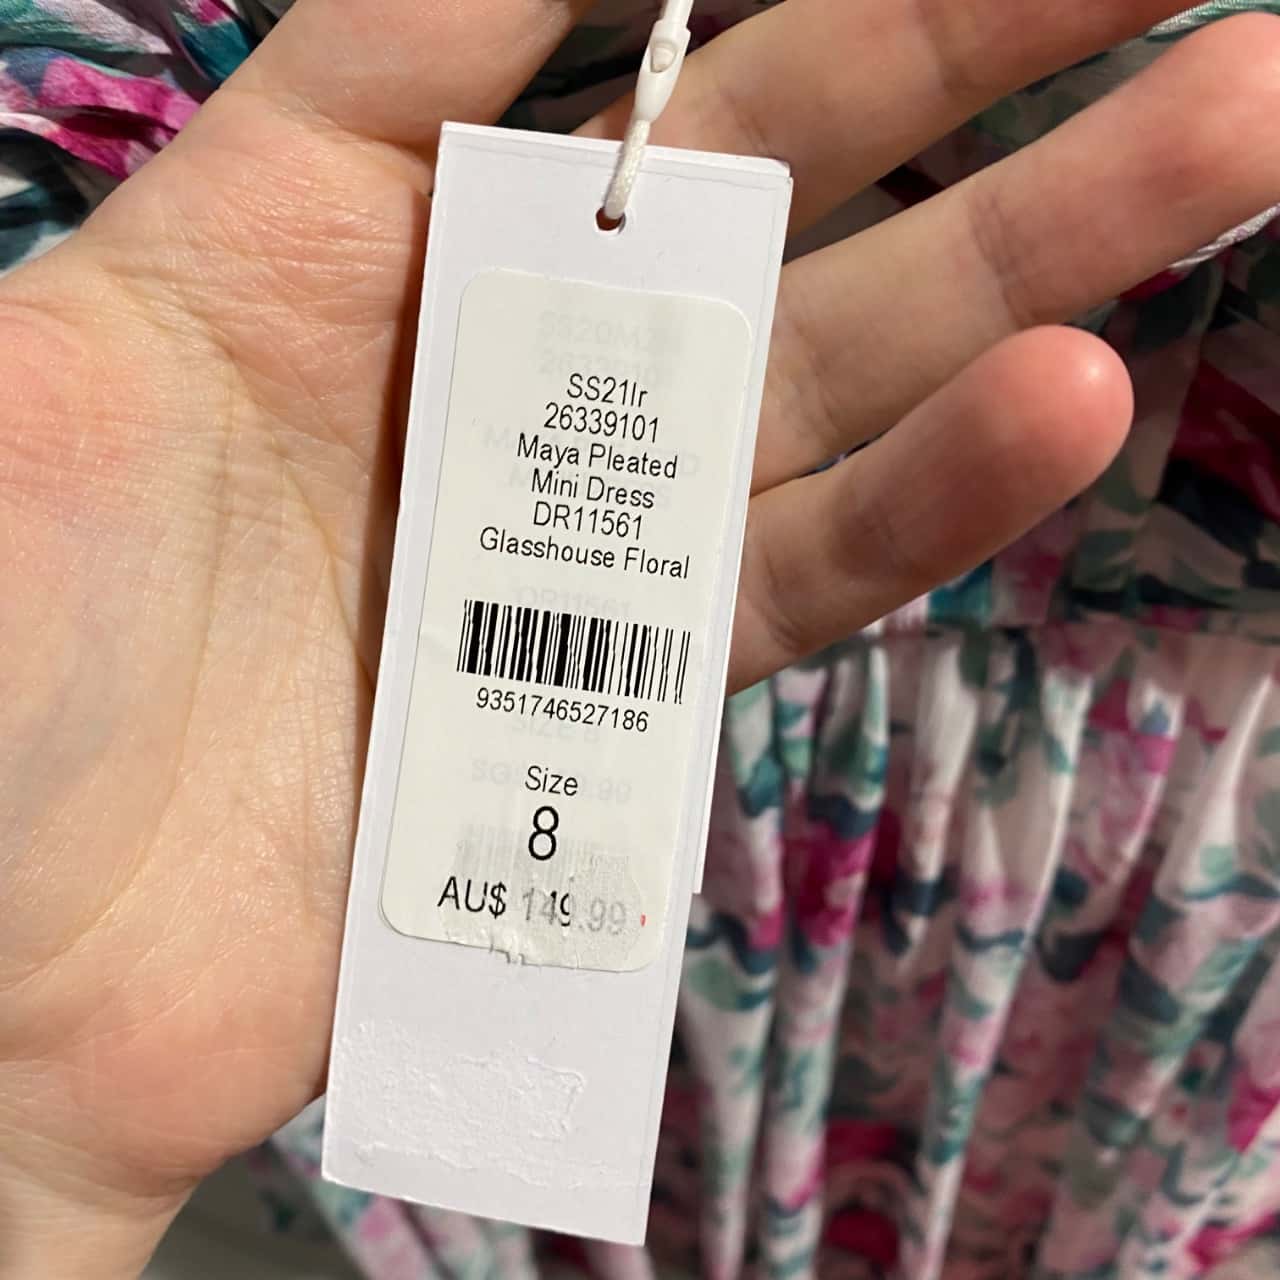 SS21lr
26339101
Maya Pleated
Mini Dress
DR11561
Glasshouse Floral
9351746527186
Size
8
AU$ 149.99